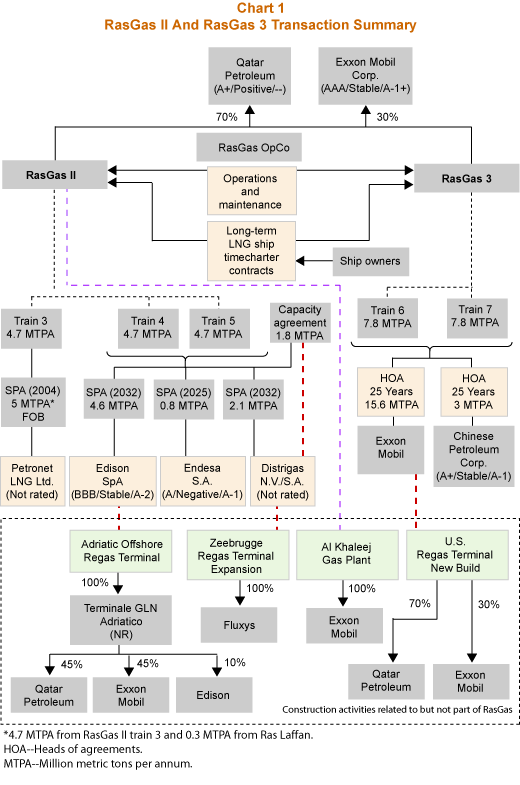 Chart 1
RasGas II And RasGas 3 Transaction Summary
Qatar
Petroleum
(A+/Positive/--)
Exxon Mobil
Corp.
(AAA/Stable/A-1+)
70%
30%
RasGas OpCo
RasGas II
RasGas 3
Operations
and
maintenance
Long-term
LNG ship
timecharter
contracts
Ship owners
Train 3
4.7 MTPA
Train 4
4.7 MTPA
Train 5
4.7 MTPA
Capacity
agreement
1.8 MTPA
Train 6
7.8 MTPA
Train 7
7.8 MTPA
SPA (2004)
5 MTPA*
FOB
SPA (2032)
4.6 MTPA
SPA (2025)
0.8 MTPA
SPA (2032)
2.1 MTPA
HOA
25 Years
15.6 MTPA
HOA
25 Years
3 MTPA
Petronet
LNG Ltd.
(Not rated)
Edison
SpA
(BBB/Stable/A-2)
Endesa
S.A.
(A/Negative/A-1)
Distrigas
N.V./S.A.
(Not rated)
Exxon
Mobil
Chinese
Petroleum
Corp.
(A+/Stable/A-1)
Adriatic Offshore
Regas Terminal
Zeebrugge
Regas Terminal
Expansion
Al Khaleej
Gas Plant
U.S.
Regas Terminal
New Build
100%
100%
100%
70%
30%
Terminale GLN
Adriatico
(NR)
Fluxys
Exxon
Mobil
45%
45%
10%
Qatar
Petroleum
Exxon
Mobil
Edison
Qatar
Petroleum
Exxon
Mobil
Construction activities related to but not part of RasGas
*4.7 MTPA from RasGas II train 3 and 0.3 MTPA from Ras Laffan.
HOA--Heads of agreements.
MTPA--Million metric tons per annum.